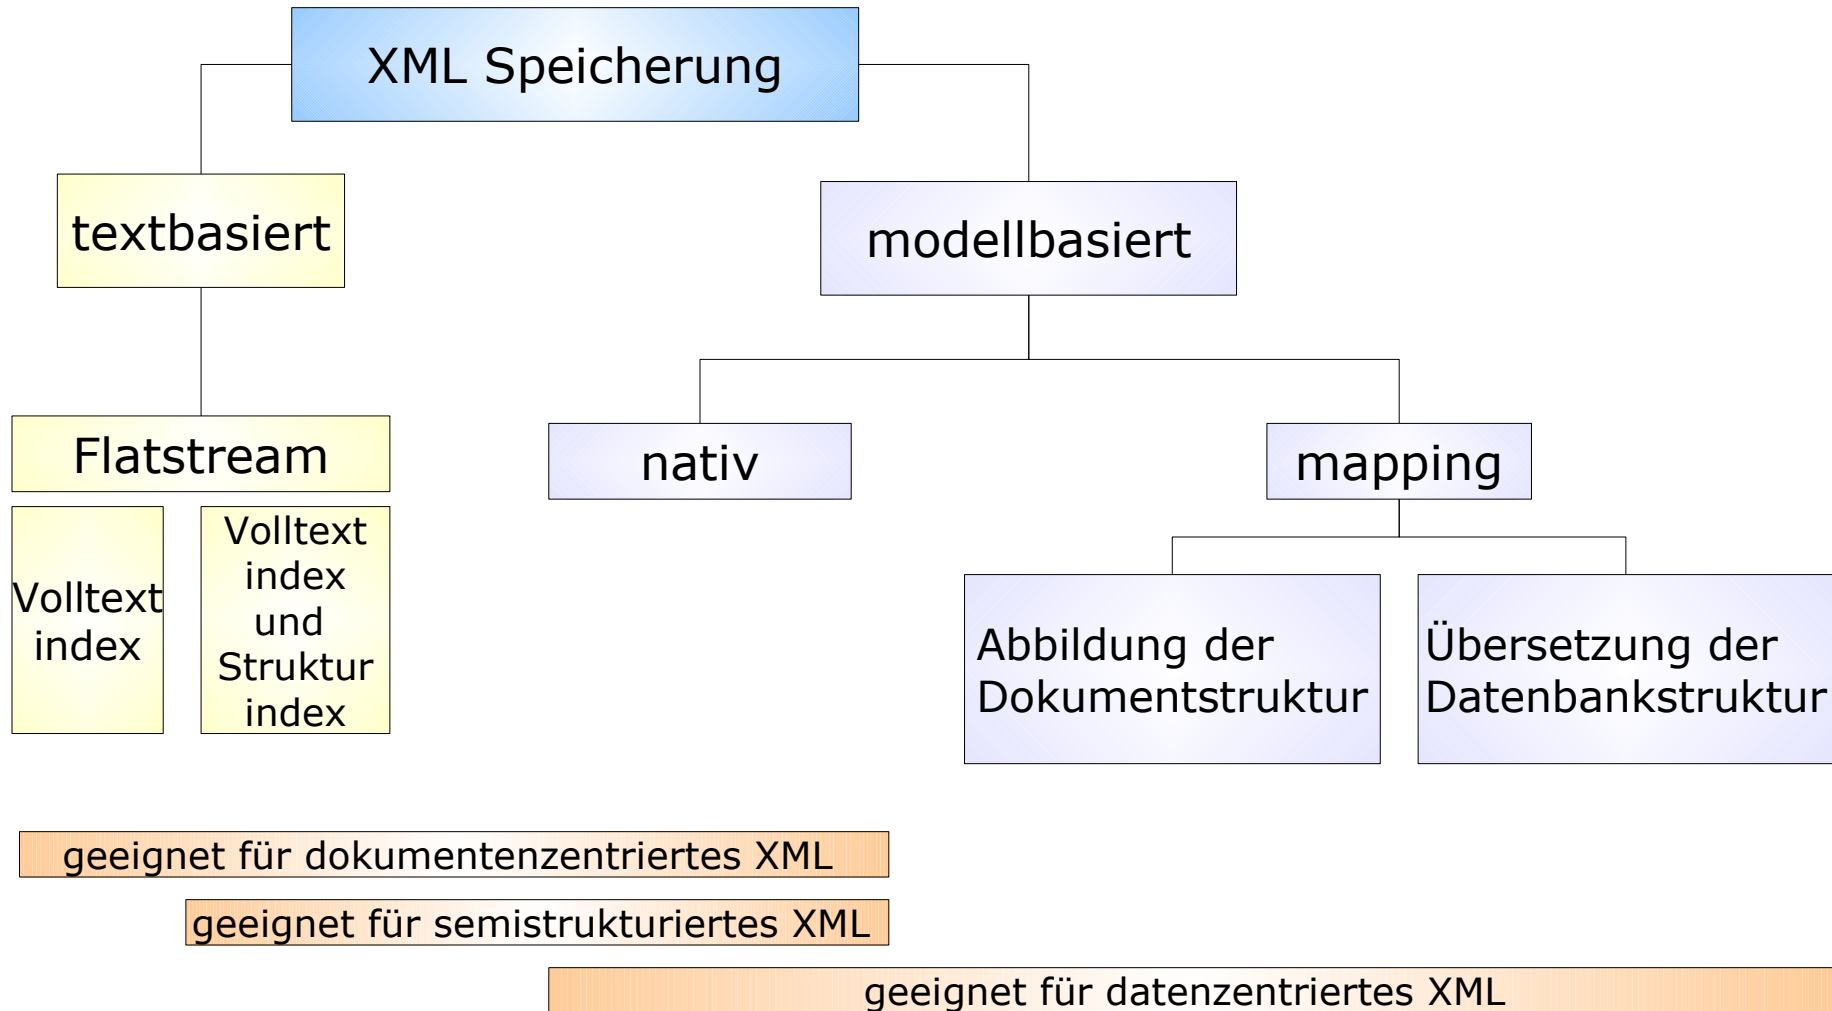 XML Speicherung
textbasiert
modellbasiert
Flatstream
nativ
mapping
Volltext
index
Volltext
index
und
Struktur
index
Abbildung der
Dokumentstruktur
Übersetzung der
Datenbankstruktur
geeignet für dokumentenzentriertes XML
geeignet für semistrukturiertes XML
geeignet für datenzentriertes XML